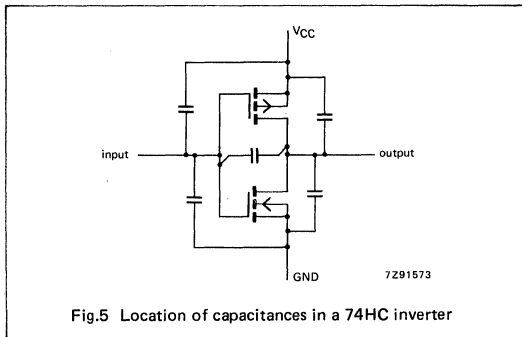 VCC
input
output
GND
7Z91573
Fig.5 Location of capacitances in a 74HC inverter